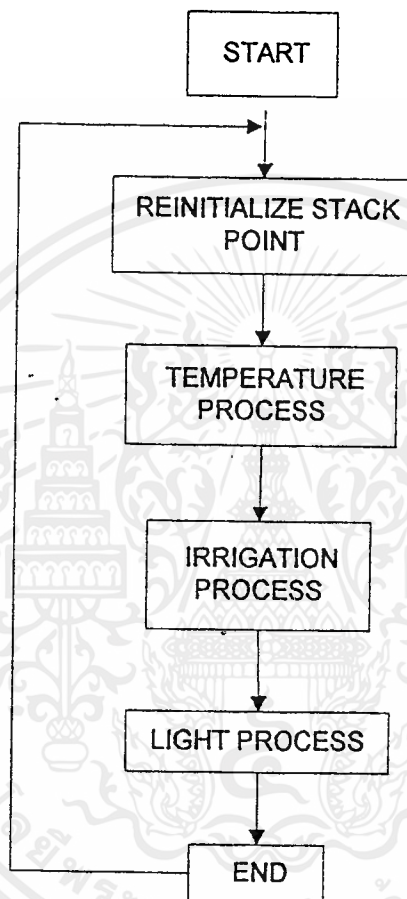 START
REINITIALIZE STACK
POINT
TEMPERATURE
PROCESS
IRRIGATION
PROCESS
LIGHT PROCESS
END